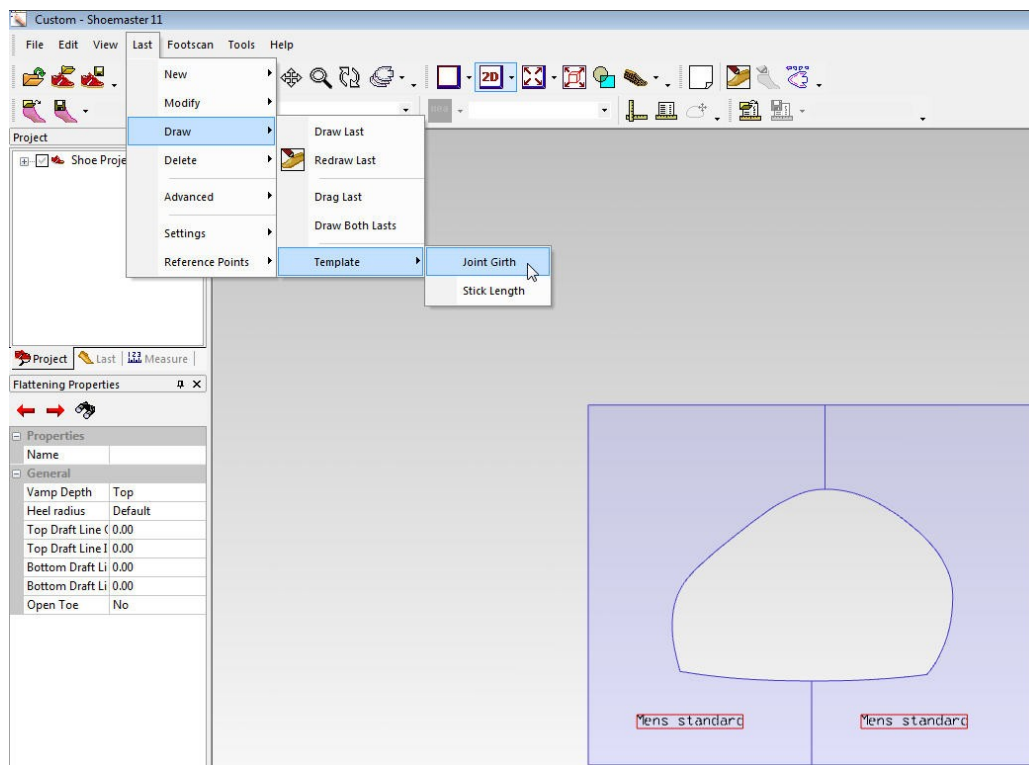 Custom - Shoemaster 11
File Edit View Last Footscan Tools Help
2D
New
Modify
Draw
Delete
Advanced
Settings
Reference Points
Draw Last
Redraw Last
Drag Last
Draw Both Lasts
Template
Joint Girth
Stick Length
Project
Shoe Proje
Project Last Measure
Flattening Properties
Properties
Name
General
Vamp Depth Top
Heel radius Default
Top Draft Line 0.00
Top Draft Line I 0.00
Bottom Draft Li 0.00
Bottom Draft Li 0.00
Open Toe No
Mens standard Mens standard